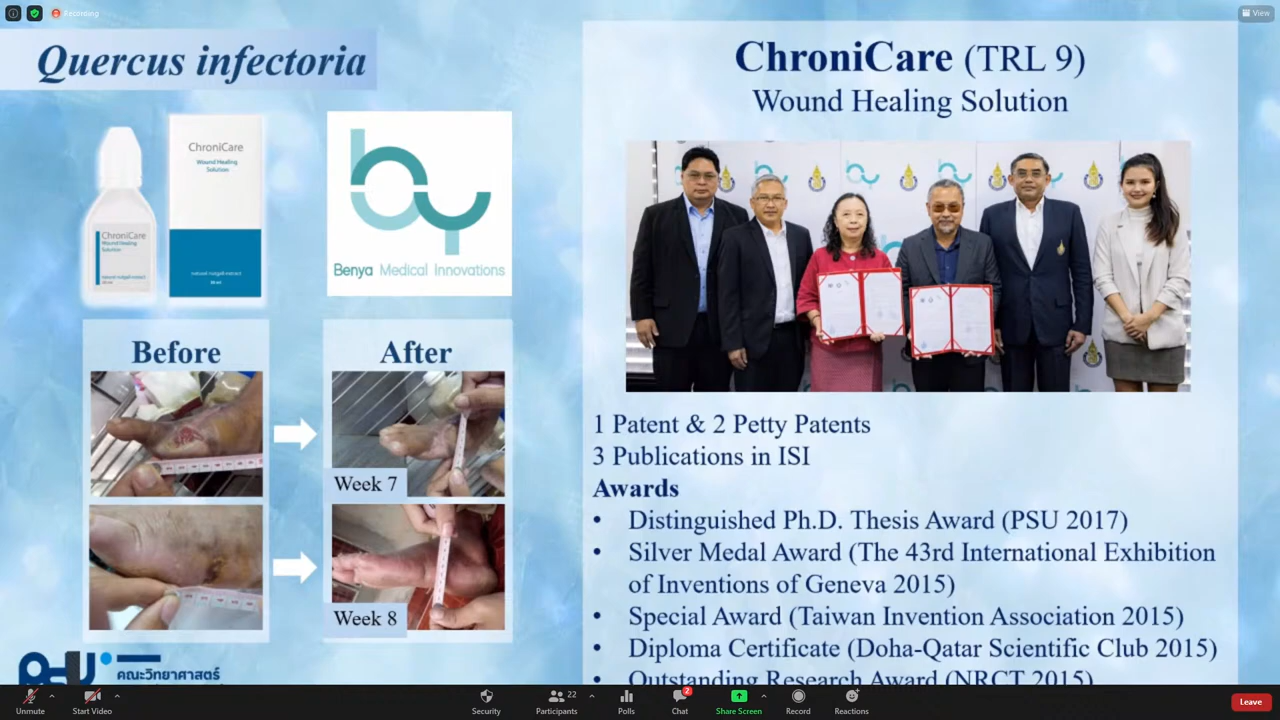 Recording
View
Quercus infectoria
ChroniCare
Wound Healing
Solution
natural nutgall extract
30 ml
ChroniCare
Wound Healing
Solution
natural nutgall extract
by
Benya Medical Innovations
Before
After
Week 7
Week 8
คณะวิทยาศาสตร์
ChroniCare (TRL 9)
Wound Healing Solution
1 Patent & 2 Petty Patents
3 Publications in ISI
Awards
• Distinguished Ph.D. Thesis Award (PSU 2017)
• Silver Medal Award (The 43rd International Exhibition
of Inventions of Geneva 2015)
• Special Award (Taiwan Invention Association 2015)
• Diploma Certificate (Doha-Qatar Scientific Club 2015)
• Outstanding Research Award (NRCT 2015)
Unmute
Start Video
Security
22
Participants
Polls
2
Chat
Share Screen
Record
Reactions
Leave